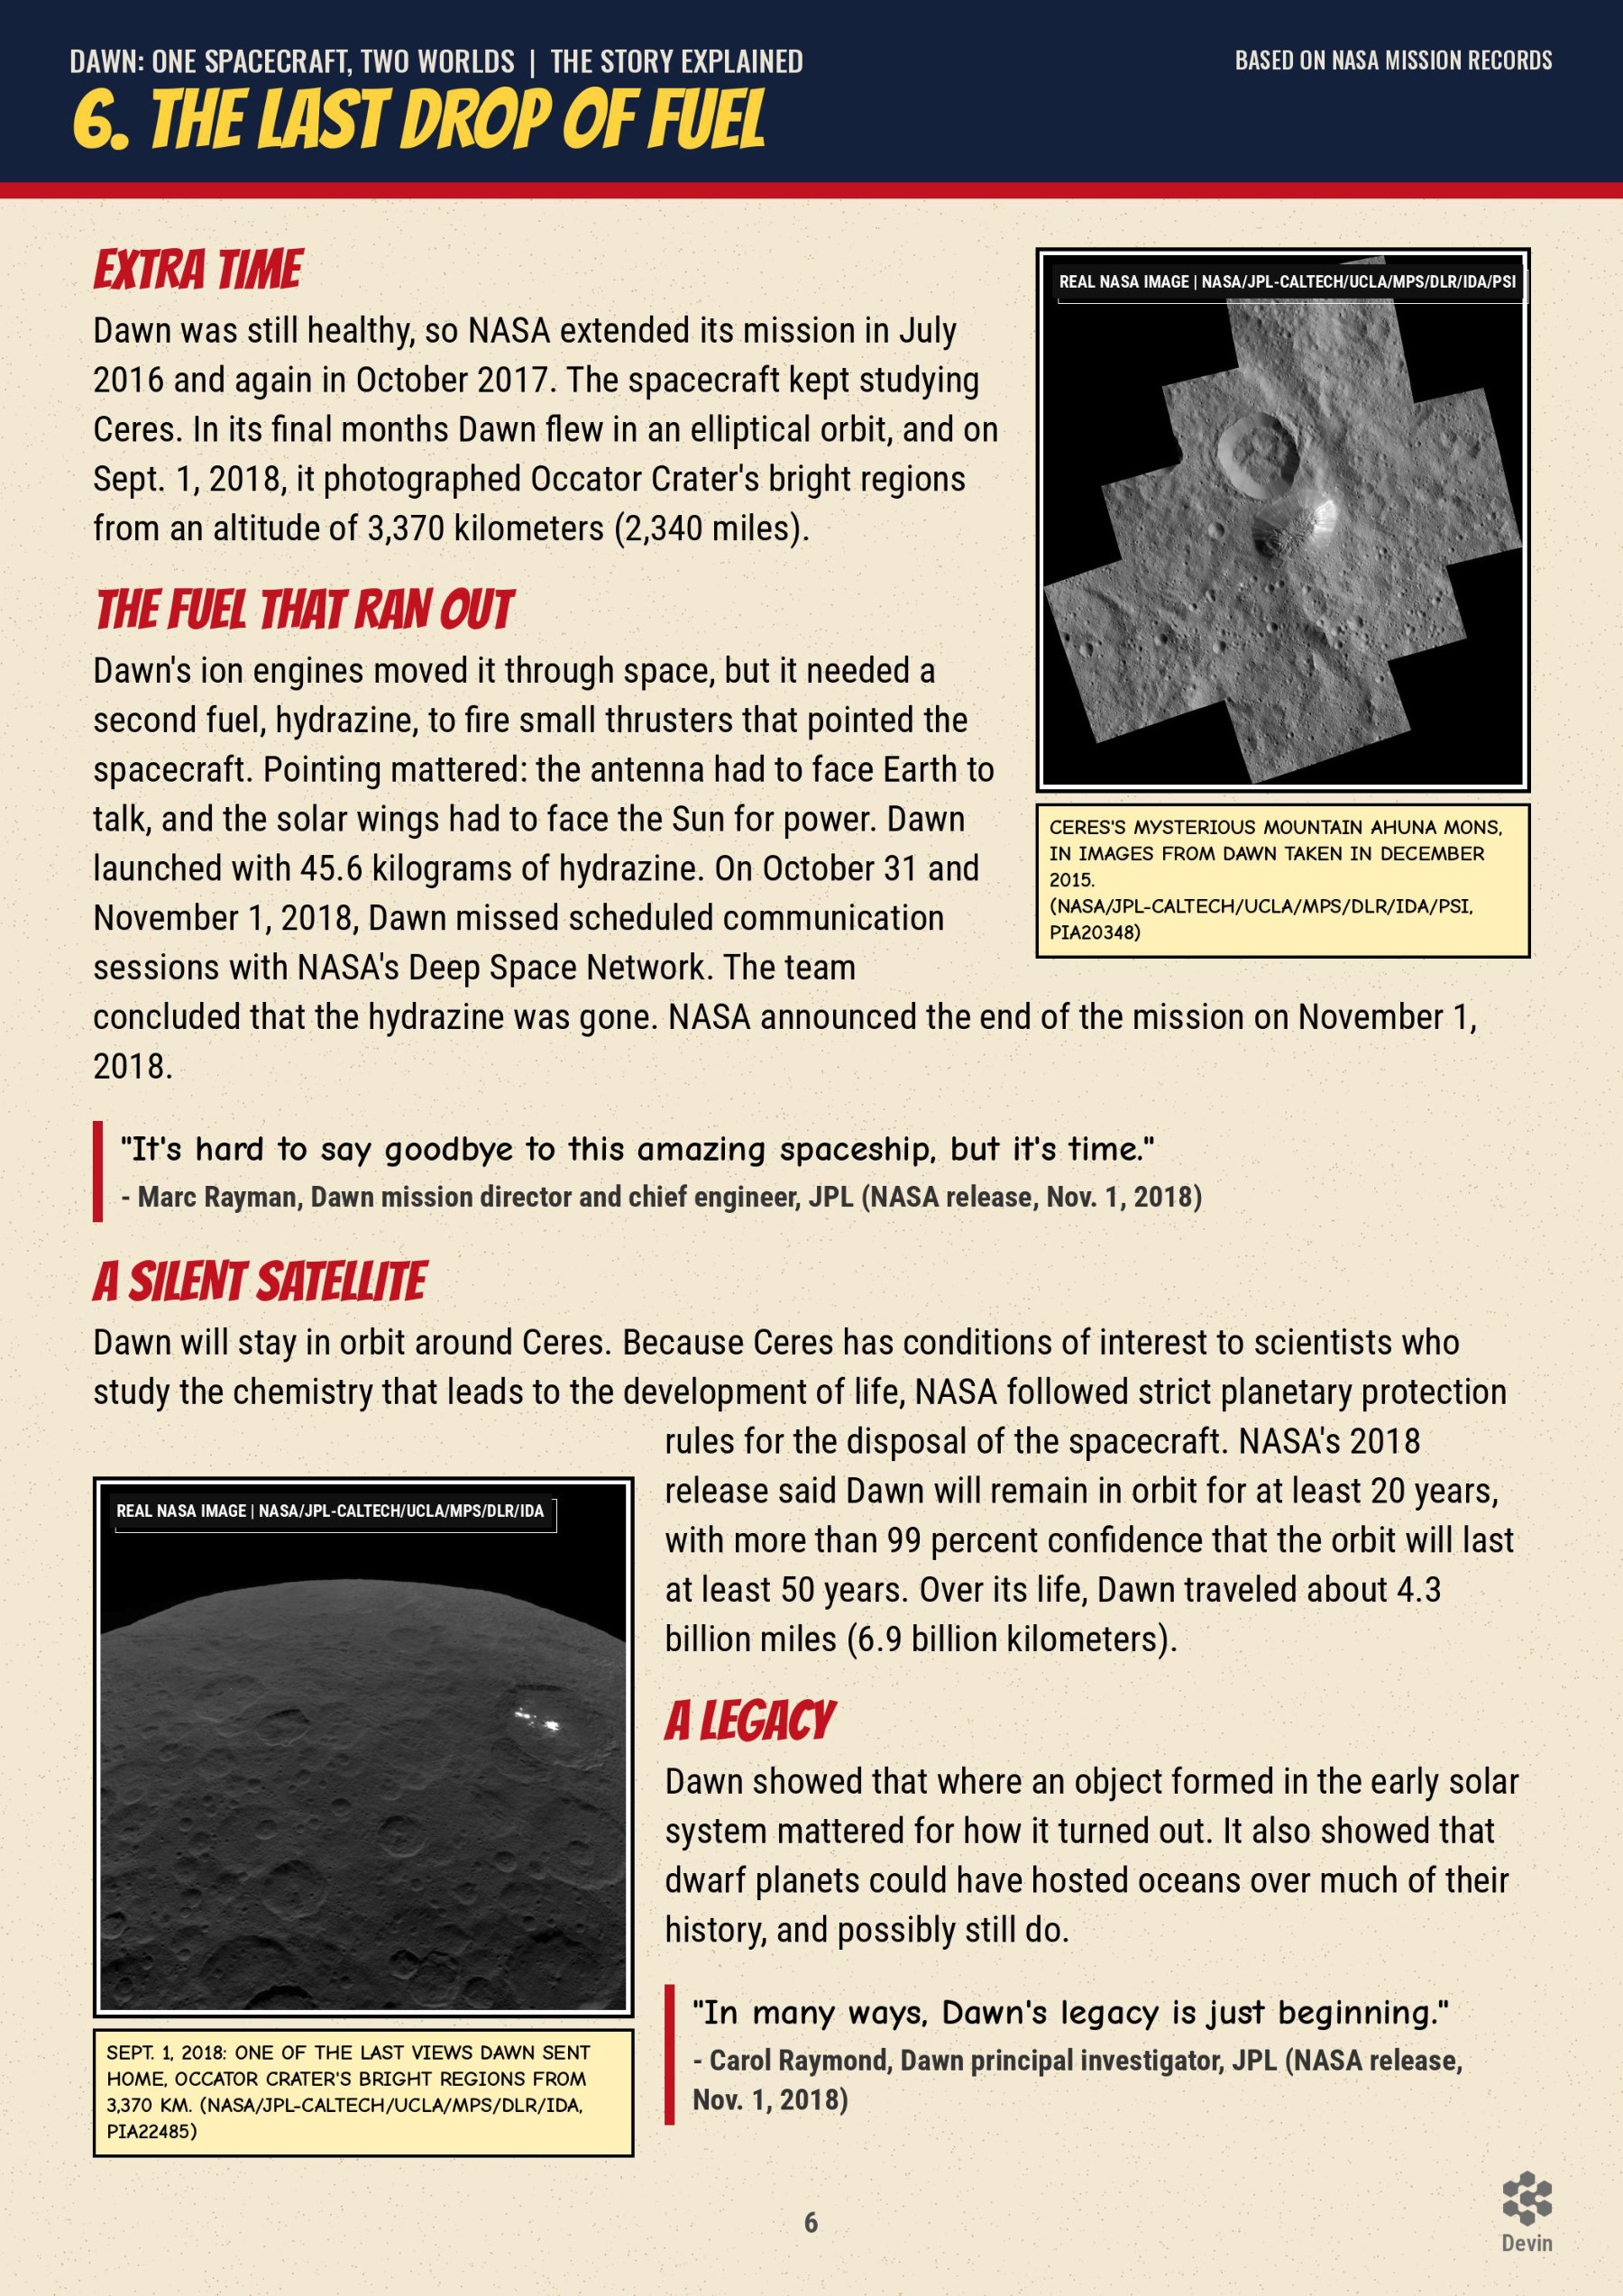 DAWN: ONE SPACECRAFT, TWO WORLDS | THE STORY EXPLAINED
BASED ON NASA MISSION RECORDS
6. THE LAST DROP OF FUEL
EXTRA TIME
Dawn was still healthy, so NASA extended its mission in July
2016 and again in October 2017. The spacecraft kept studying
Ceres. In its final months Dawn flew in an elliptical orbit, and on
Sept. 1, 2018, it photographed Occator Crater's bright regions
from an altitude of 3,370 kilometers (2,340 miles).
REAL NASA IMAGE | NASA/JPL-CALTECH/UCLA/MPS/DLR/IDA/PSI
CERES'S MYSTERIOUS MOUNTAIN AHUNA MONS,
IN IMAGES FROM DAWN TAKEN IN DECEMBER
2015.
(NASA/JPL-CALTECH/UCLA/MPS/DLR/IDA/PSI,
PIA20348)
THE FUEL THAT RAN OUT
Dawn's ion engines moved it through space, but it needed a
second fuel, hydrazine, to fire small thrusters that pointed the
spacecraft. Pointing mattered: the antenna had to face Earth to
talk, and the solar wings had to face the Sun for power. Dawn
launched with 45.6 kilograms of hydrazine. On October 31 and
November 1, 2018, Dawn missed scheduled communication
sessions with NASA's Deep Space Network. The team
concluded that the hydrazine was gone. NASA announced the end of the mission on November 1,
2018.
"It's hard to say goodbye to this amazing spaceship, but it's time."
- Marc Rayman, Dawn mission director and chief engineer, JPL (NASA release, Nov. 1, 2018)
A SILENT SATELLITE
Dawn will stay in orbit around Ceres. Because Ceres has conditions of interest to scientists who
study the chemistry that leads to the development of life, NASA followed strict planetary protection
rules for the disposal of the spacecraft. NASA's 2018
release said Dawn will remain in orbit for at least 20 years,
with more than 99 percent confidence that the orbit will last
at least 50 years. Over its life, Dawn traveled about 4.3
billion miles (6.9 billion kilometers).
REAL NASA IMAGE | NASA/JPL-CALTECH/UCLA/MPS/DLR/IDA
SEPT. 1, 2018: ONE OF THE LAST VIEWS DAWN SENT
HOME, OCCATOR CRATER'S BRIGHT REGIONS FROM
3,370 KM. (NASA/JPL-CALTECH/UCLA/MPS/DLR/IDA,
PIA22485)
A LEGACY
Dawn showed that where an object formed in the early solar
system mattered for how it turned out. It also showed that
dwarf planets could have hosted oceans over much of their
history, and possibly still do.
"In many ways, Dawn's legacy is just beginning."
- Carol Raymond, Dawn principal investigator, JPL (NASA release,
Nov. 1, 2018)
6
Devin